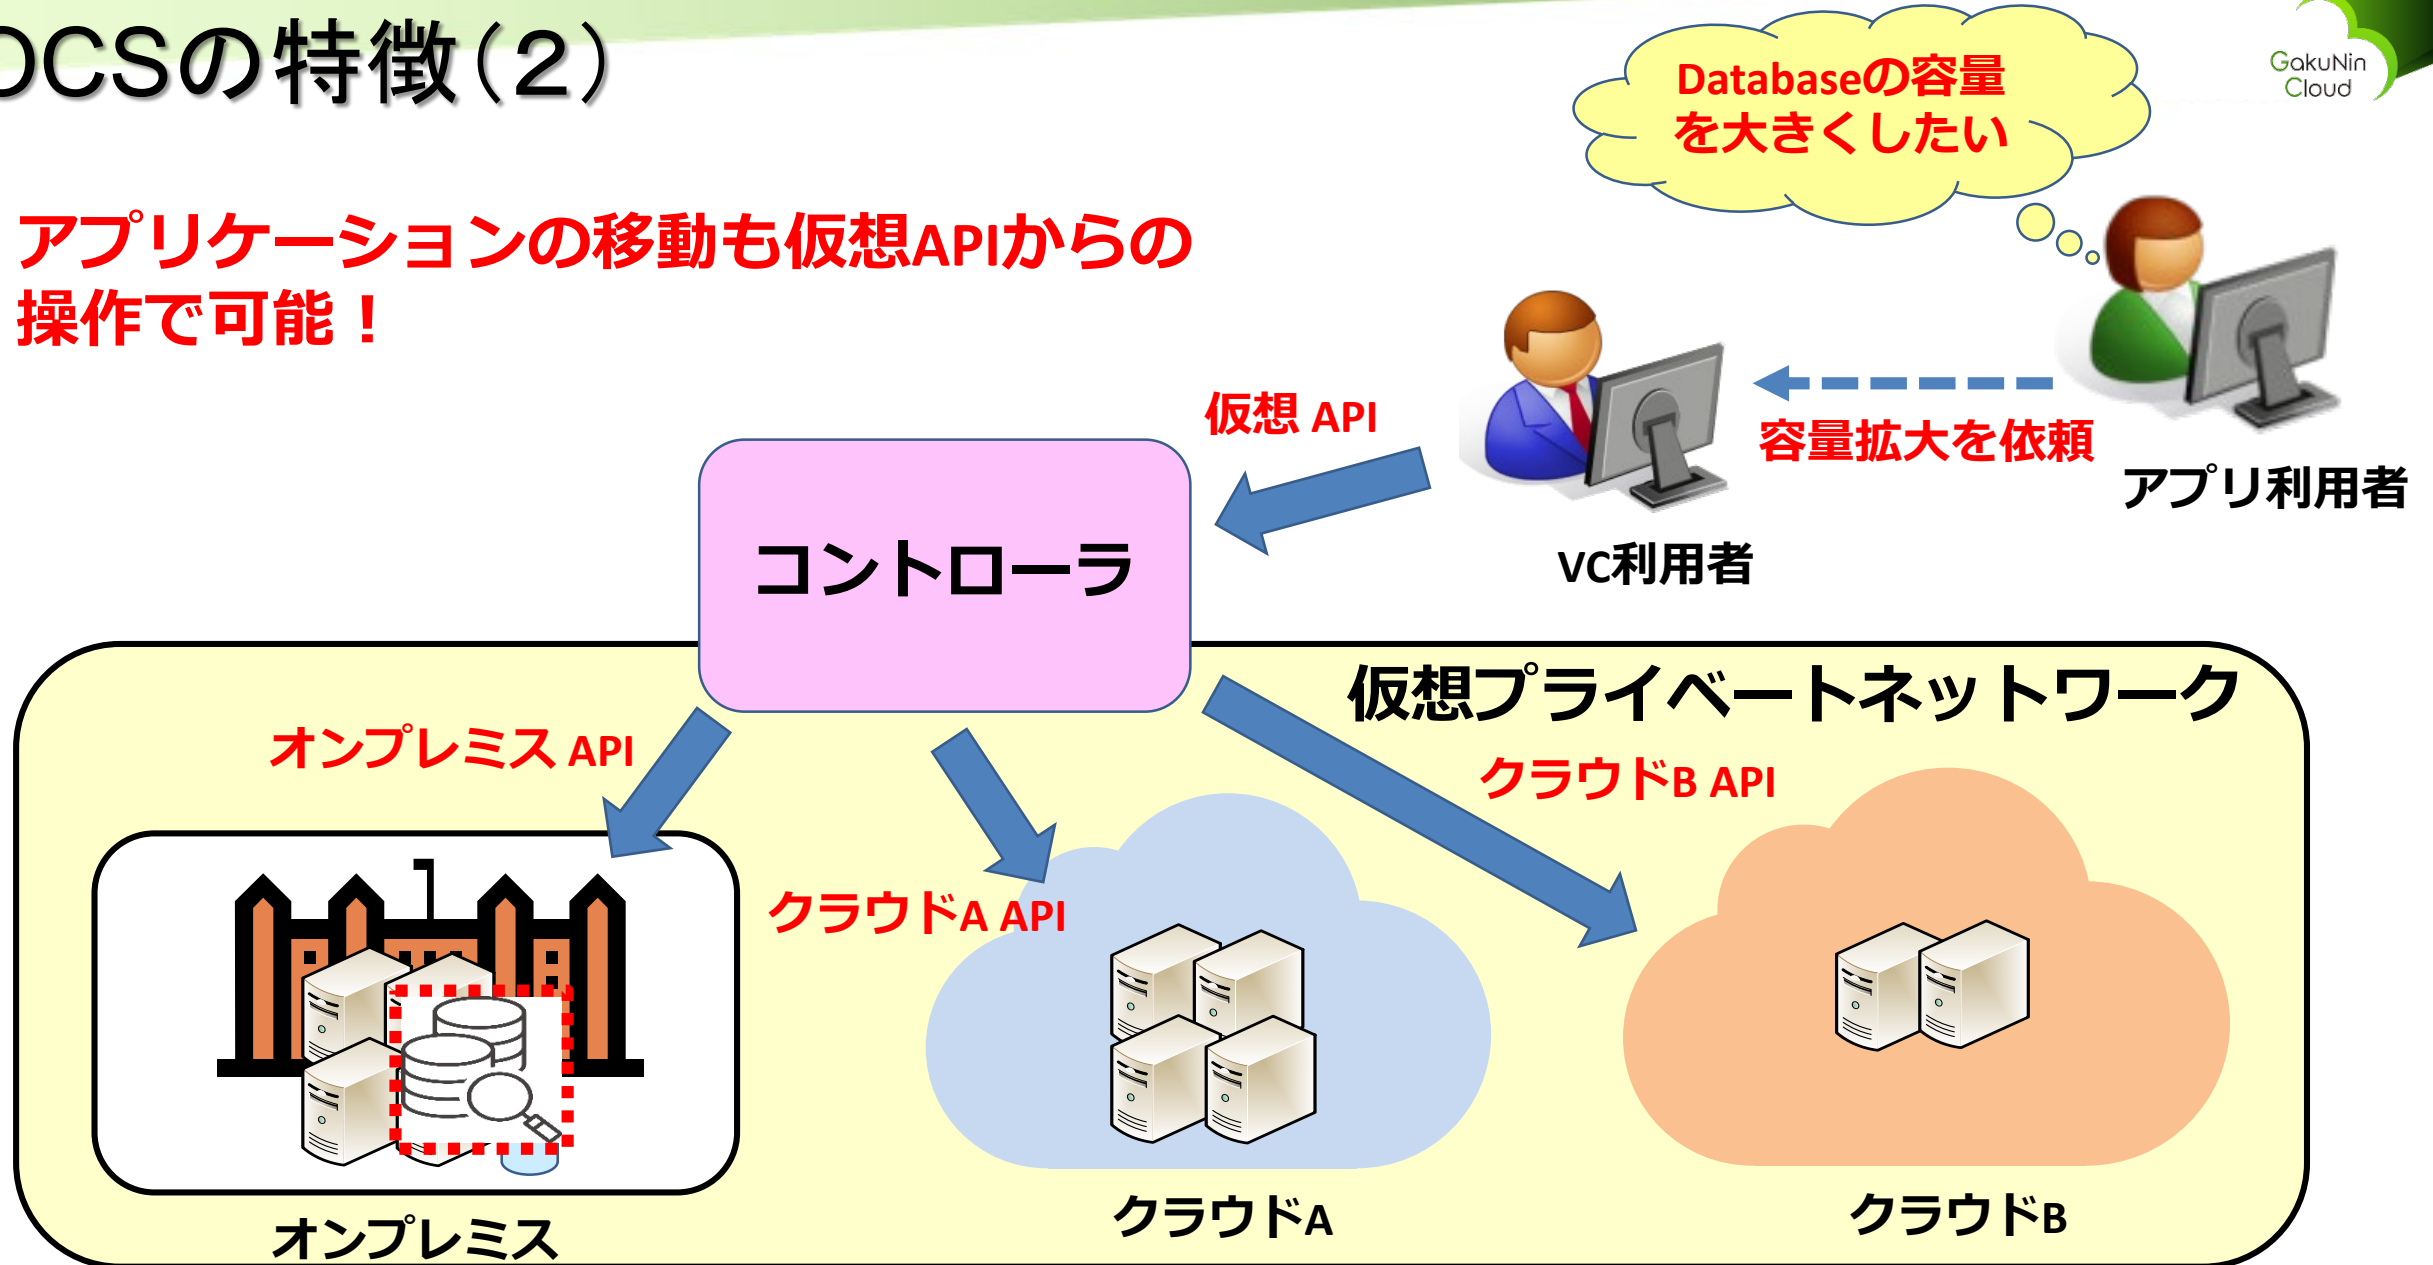 OCSの特徴（２）
GakuNin
Cloud
Databaseの容量
を大きくしたい
アプリケーションの移動も仮想APIからの
操作で可能！
仮想 API
容量拡大を依頼
アプリ利用者
VC利用者
コントローラ
仮想プライベートネットワーク
オンプレミス API
クラウドB API
クラウドA API
オンプレミス
クラウドA
クラウドB